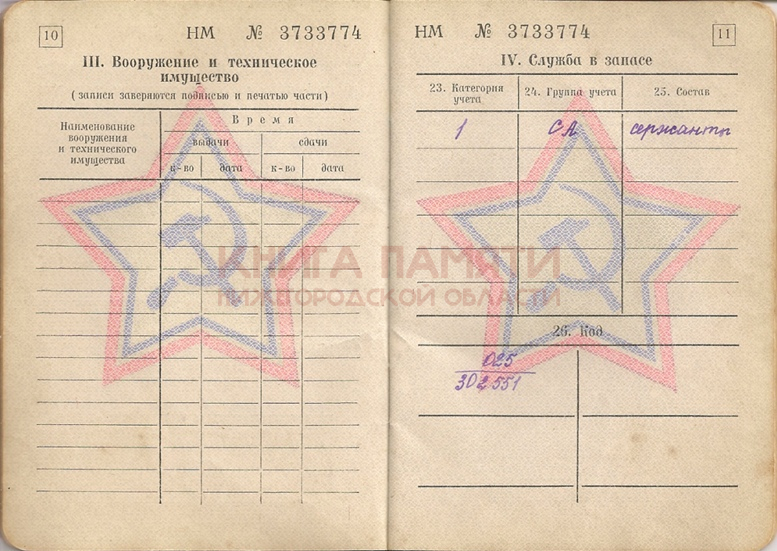 10
НМ № 3733774
III. Вооружение и техническое
имущество
(записи заверяются подписью и печатью части)
Наименование
вооружения
и технического
имущества
Время
выдачи
сдачи
к-во
дата
к-во
дата
НМ № 3733774
11
IV. Служба в запасе
23. Категория
учета
24. Группа учета
25. Состав
1
СА
сержанты
КНИГА ПАМЯТИ
НИЖЕГОРОДСКОЙ ОБЛАСТИ
26. Код
025
302551